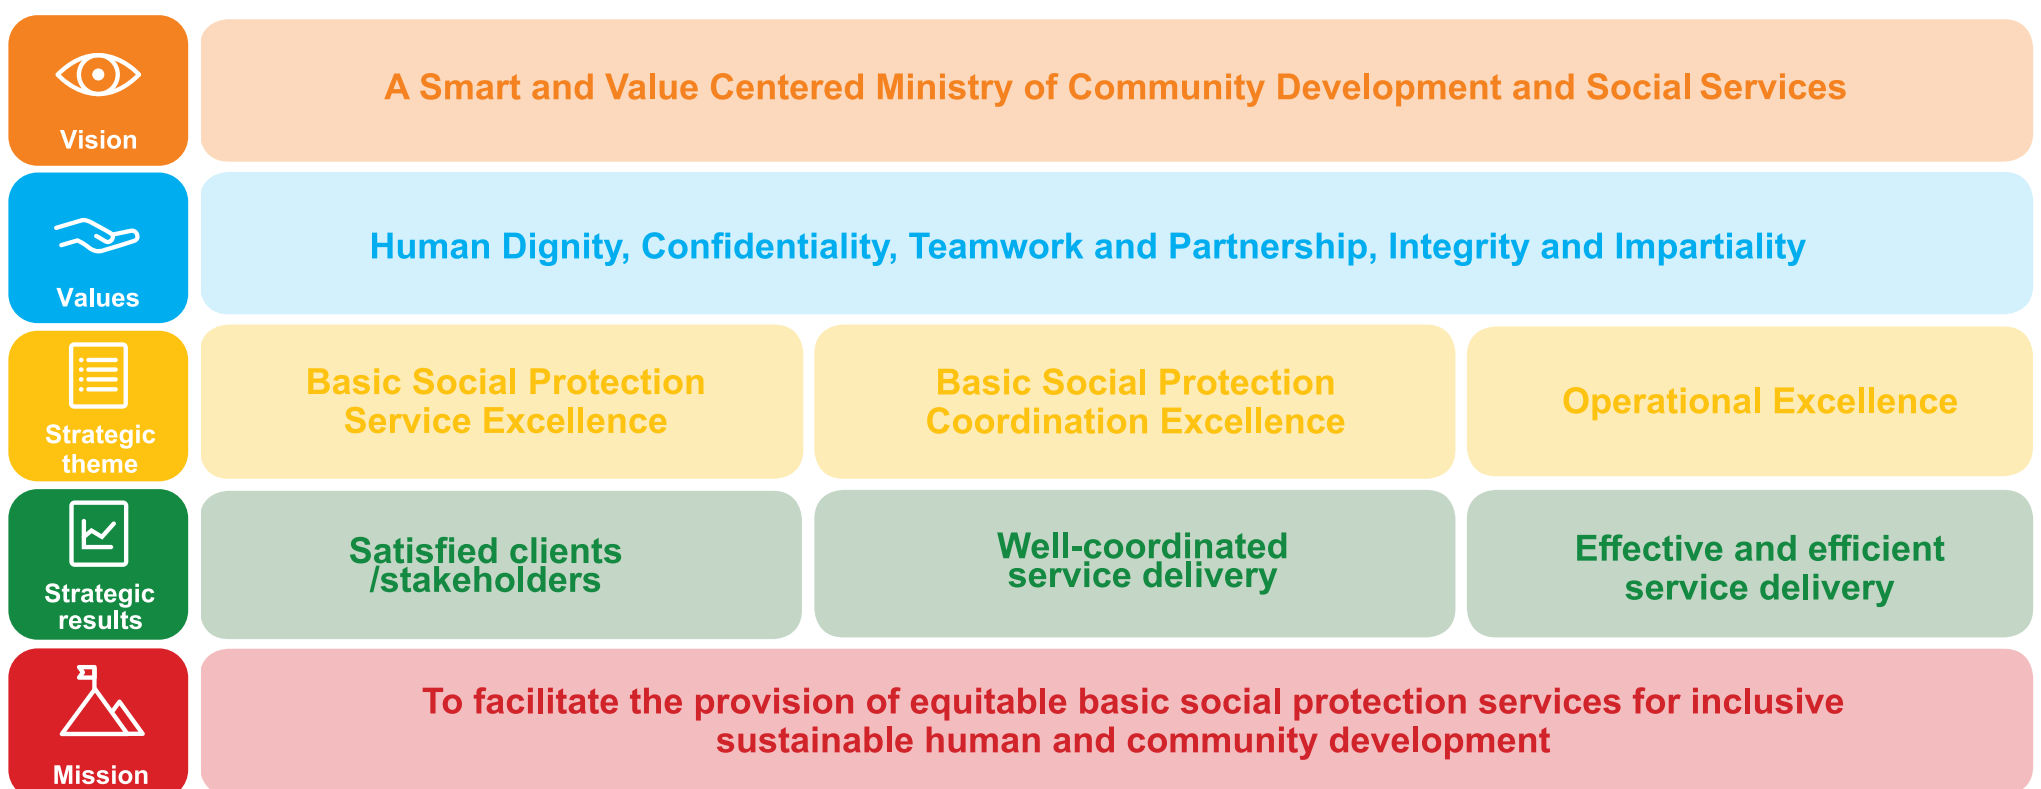 Vision
A Smart and Value Centered Ministry of Community Development and Social Services
Values
Human Dignity, Confidentiality, Teamwork and Partnership, Integrity and Impartiality
Strategic
theme
Basic Social Protection
Service Excellence
Basic Social Protection
Coordination Excellence
Operational Excellence
Strategic
results
Satisfied clients
/stakeholders
Well-coordinated
service delivery
Effective and efficient
service delivery
Mission
To facilitate the provision of equitable basic social protection services for inclusive
sustainable human and community development